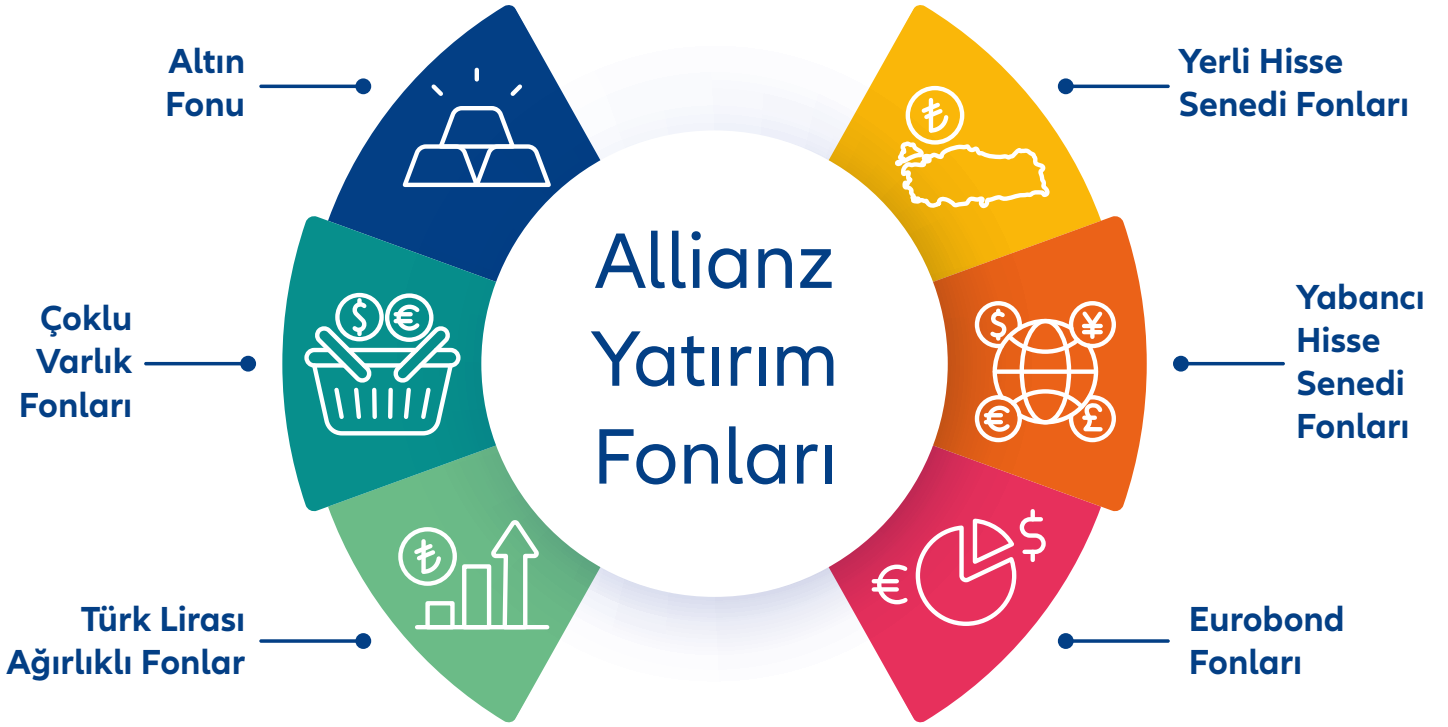 Altın
Fonu
Çoklu
Varlık
Fonları
Türk Lirası
Ağırlıklı Fonlar
Allianz
Yatırım
Fonları
Yerli Hisse
Senedi Fonları
Yabancı
Hisse
Senedi
Fonları
Eurobond
Fonları